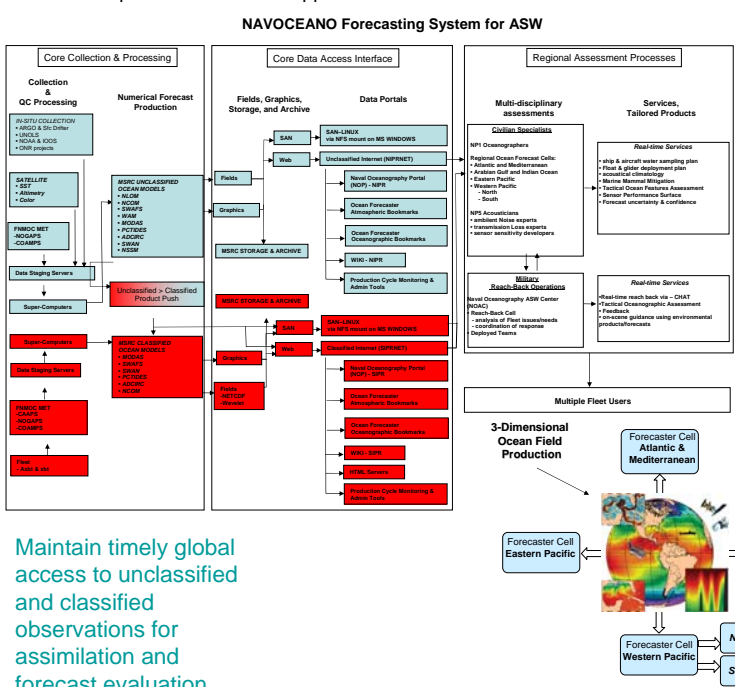 NAVOCEANO Forecasting System for ASW
Core Collection & Processing
Collection
&
QC Processing
Numerical Forecast
Production
IN-SITU COLLECTION
• ARGO & Sfc Drifter
• UNOLS
• NOAA & IOOS
• ONR projects
SATELLITE
• SST
• Altimetry
• Color
FNMOC MET
-NOGAPS
-COAMPS
Data Staging Servers
Super-Computers
MSRC UNCLASSIFIED
OCEAN MODELS
• NLOM
• NCOM
• SWAFS
• WAM
• MODAS
• PCTIDES
• ADCIRC
• SWAN
• NSSM
Unclassified > Classified
Product Push
Super-Computers
Data Staging Servers
FNMOC MET
-CAAPS
-NOGAPS
-COAMPS
Fleet
- Axbt & xbt
MSRC CLASSIFIED
OCEAN MODELS
• MODAS
• SWAFS
• SWAN
• PCTIDES
• ADCIRC
• NCOM
Core Data Access Interface
Fields, Graphics,
Storage, and Archive
Data Portals
Fields
Graphics
MSRC STORAGE & ARCHIVE
SAN
Web
SAN–LINUX
via NFS mount on MS WINDOWS
Unclassified Internet (NIPRNET)
Naval Oceanography Portal
(NOP) - NIPR
Ocean Forecaster
Atmospheric Bookmarks
Ocean Forecaster
Oceanographic Bookmarks
WIKI - NIPR
Production Cycle Monitoring &
Admin Tools
MSRC STORAGE & ARCHIVE
SAN
Web
Graphics
Fields
-NETCDF
-Wavelet
SAN–LINUX
via NFS mount on MS WINDOWS
Classified Internet (SIPRNET)
Naval Oceanography Portal
(NOP) - SIPR
Ocean Forecaster
Atmospheric Bookmarks
Ocean Forecaster
Oceanographic Bookmarks
WIKI - SIPR
HTML Servers
Production Cycle Monitoring &
Admin Tools
Regional Assessment Processes
Multi-disciplinary
assessments
Services,
Tailored Products
Civilian Specialists
NP1 Oceanographers
Regional Ocean Forecast Cells:
• Atlantic and Mediterranean
• Arabian Gulf and Indian Ocean
• Eastern Pacific
• Western Pacific
- North
- South
NP5 Acousticians
• ambient Noise experts
• transmission Loss experts
• sensor sensitivity developers
Military
Reach-Back Operations
Naval Oceanography ASW Center
(NOAC)
• Reach-Back Cell
- analysis of Fleet issues/needs
- coordination of response
• Deployed Teams
Real-time Services
• ship & aircraft water sampling plan
• Float & glider deployment plan
• acoustical climatology
• Marine Mammal Mitigation
• Tactical Ocean Features Assessment
• Sensor Performance Surface
• Forecast uncertainty & confidence
Real-time Services
•Real-time reach back via – CHAT
•Tactical Oceanographic Assessment
• Feedback
• on-scene guidance using environmental
products/forecasts
Multiple Fleet Users
3-Dimensional
Ocean Field
Production
Forecaster Cell
Atlantic &
Mediterranean
Forecaster Cell
Eastern Pacific
Forecaster Cell
Western Pacific
N
S
Maintain timely global
access to unclassified
and classified
observations for
assimilation and
forecast evaluation